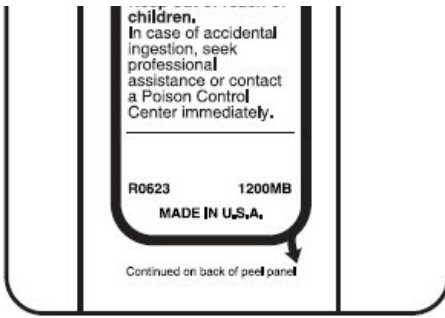 children.
In case of accidental
ingestion, seek
professional
assistance or contact
a Poison Control
Center immediately.
R0623 1200MB
MADE IN U.S.A.
Continued on back of peel panel